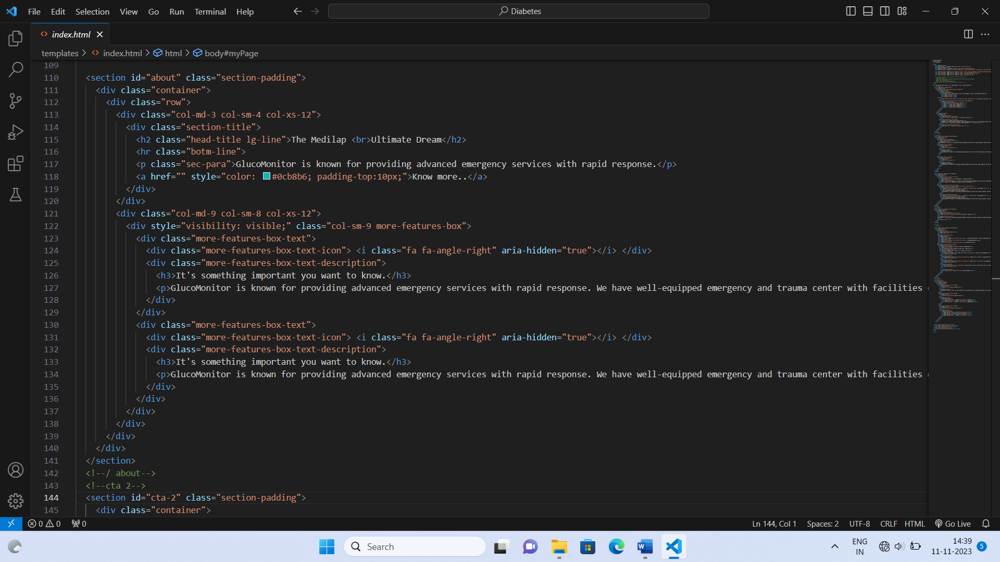 File Edit Selection View Go Run Terminal Help Diabetes
index.html
templates > index.html > html > body#myPage
109
110 <section id="about" class="section-padding">
111 <div class="container">
112 <div class="row">
113 <div class="col-md-3 col-sm-4 col-xs-12">
114 <div class="section-title">
115 <h2 class="head-title lg-line">The Medilap <br>Ultimate Dream</h2>
116 <hr class="botm-line">
117 <p class="sec-para">GlucoMonitor is known for providing advanced emergency services with rapid response.</p>
118 <a href="" style="color: #0cb8b6; padding-top:10px;">Know more..</a>
119 </div>
120 </div>
121 <div class="col-md-9 col-sm-8 col-xs-12">
122 <div style="visibility: visible;" class="col-sm-9 more-features-box">
123 <div class="more-features-box-text">
124 <div class="more-features-box-text-icon"> <i class="fa fa-angle-right" aria-hidden="true"></i> </div>
125 <div class="more-features-box-text-description">
126 <h3>It's something important you want to know.</h3>
127 <p>GlucoMonitor is known for providing advanced emergency services with rapid response. We have well-equipped emergency and trauma center with facilities
128 </div>
129 </div>
130 <div class="more-features-box-text">
131 <div class="more-features-box-text-icon"> <i class="fa fa-angle-right" aria-hidden="true"></i> </div>
132 <div class="more-features-box-text-description">
133 <h3>It's something important you want to know.</h3>
134 <p>GlucoMonitor is known for providing advanced emergency services with rapid response. We have well-equipped emergency and trauma center with facilities
135 </div>
136 </div>
137 </div>
138 </div>
139 </div>
140 </div>
141 </section>
142 <!--/ about-->
143 <!--cta 2-->
144 <section id="cta-2" class="section-padding">
145 <div class="container">
0 0 0 Ln 144, Col 1 Spaces: 2 UTF-8 CRLF HTML Go Live
Search
ENG
IN
14:39
11-11-2023
5